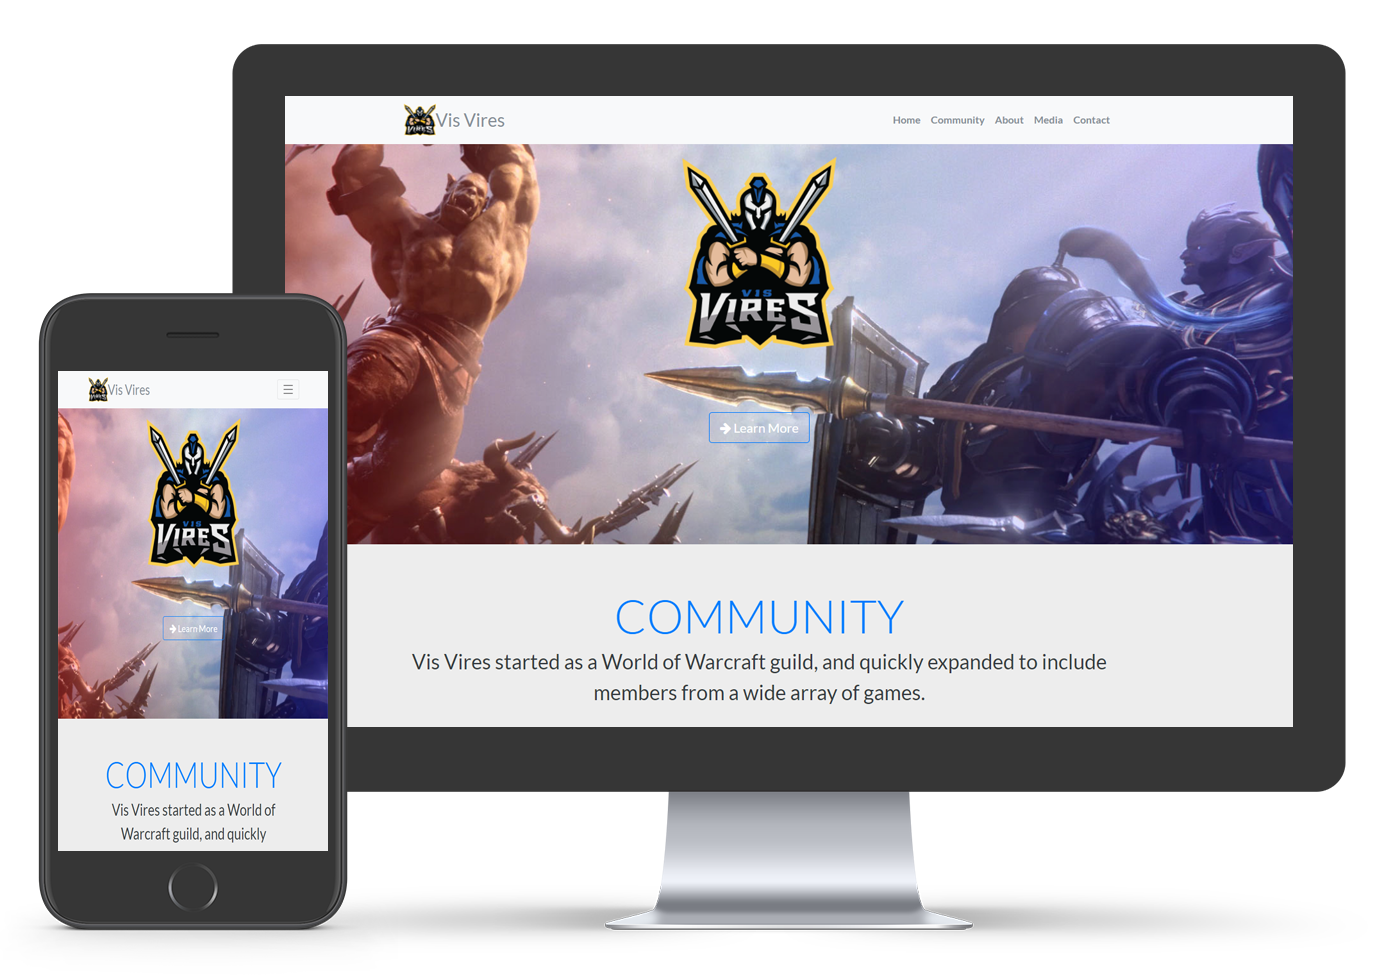 Vis Vires
Home Community About Media Contact
VIS
VIRES
Learn More
COMMUNITY
Vis Vires started as a World of Warcraft guild, and quickly expanded to include
members from a wide array of games.
VIRES
Vis Vires
VIS
VIRES
Learn More
COMMUNITY
Vis Vires started as a World of
Warcraft guild, and quickly